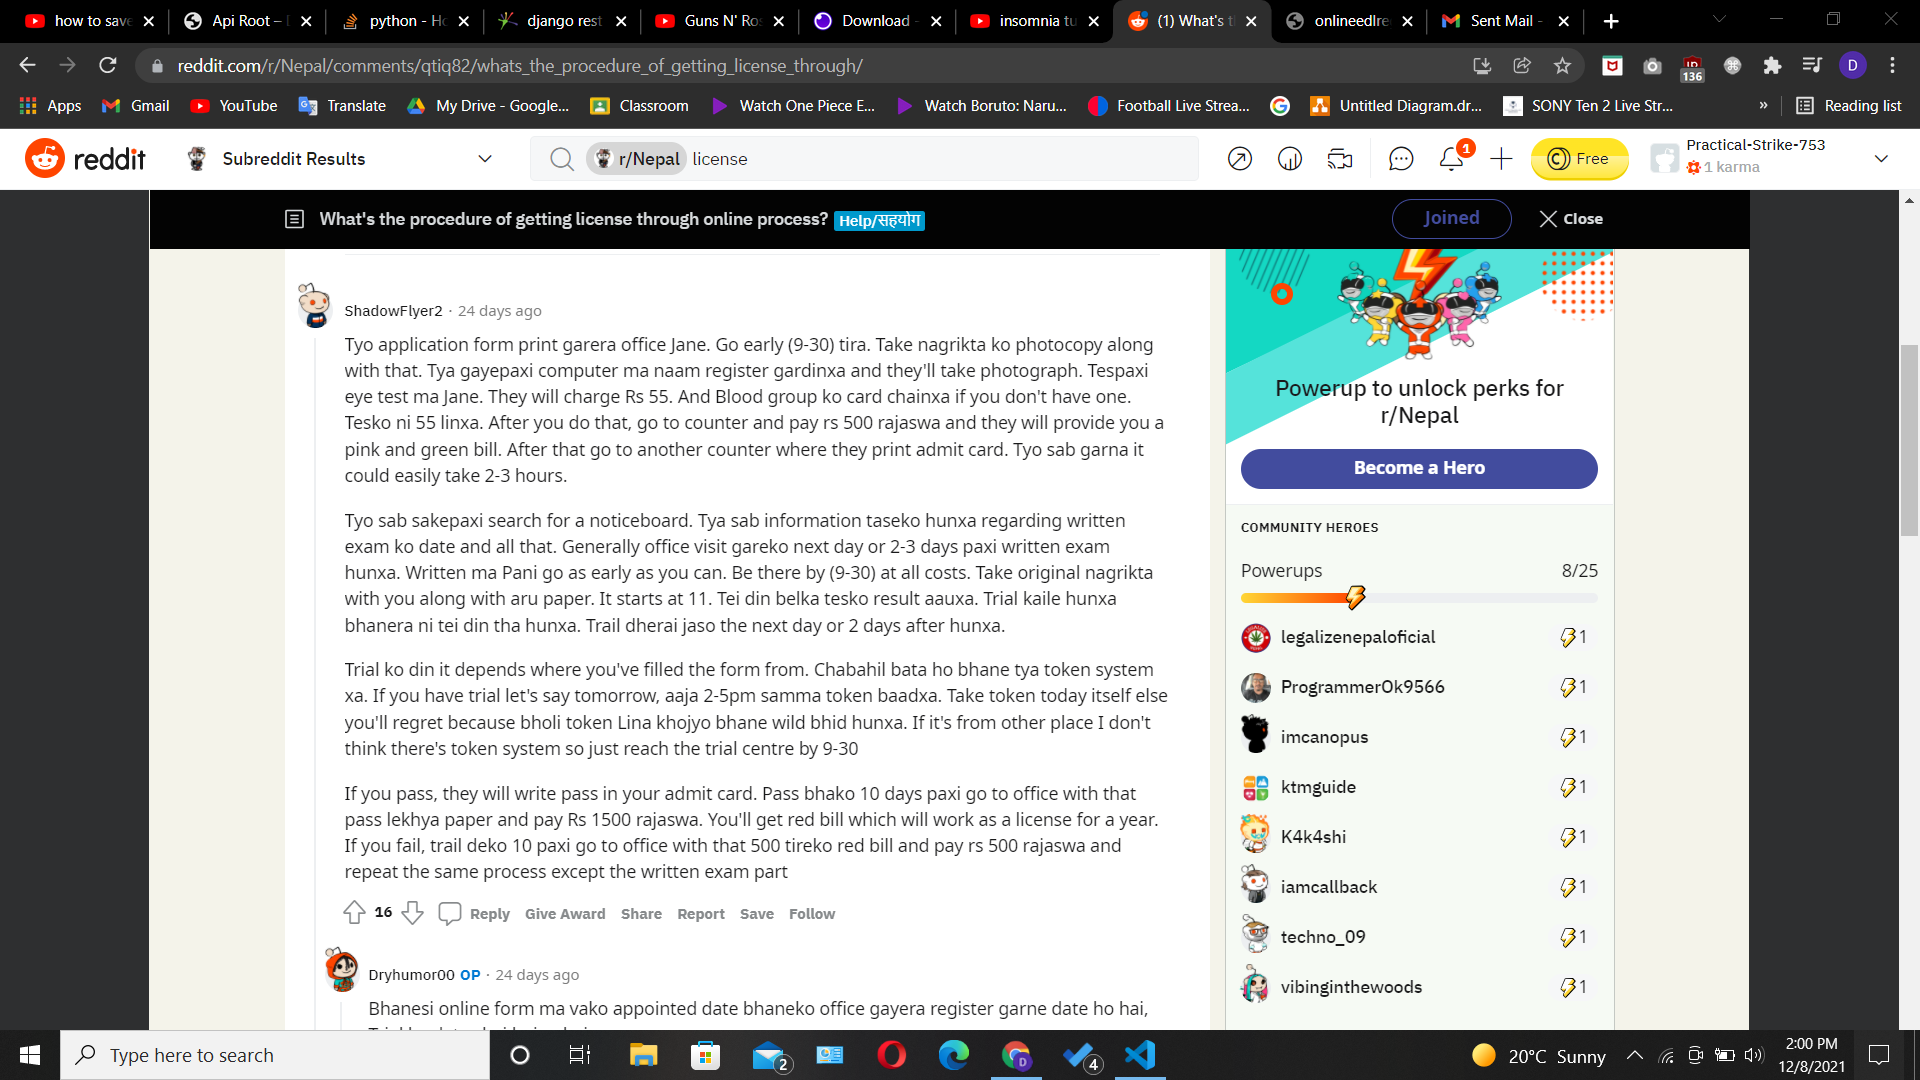 how to save
Api Root –
python - Ho
django rest
Guns N' Ros
Download -
insomnia tu
(1) What's t
onlineedlre
Sent Mail -
reddit.com/r/Nepal/comments/qtiq82/whats_the_procedure_of_getting_license_through/
136
D
Apps
Gmail
YouTube
Translate
My Drive - Google...
Classroom
Watch One Piece E...
Watch Boruto: Naru...
Football Live Strea...
Untitled Diagram.dr...
SONY Ten 2 Live Str...
»
Reading list
reddit
Subreddit Results
r/Nepal license
1
Free
Practical-Strike-753
1 karma
What's the procedure of getting license through online process? Help/सहयोग
Joined
Close
ShadowFlyer2 · 24 days ago
Tyo application form print garera office Jane. Go early (9-30) tira. Take nagrikta ko photocopy along
with that. Tya gayepaxi computer ma naam register gardinxa and they'll take photograph. Tespaxi
eye test ma Jane. They will charge Rs 55. And Blood group ko card chainxa if you don't have one.
Tesko ni 55 linxa. After you do that, go to counter and pay rs 500 rajaswa and they will provide you a
pink and green bill. After that go to another counter where they print admit card. Tyo sab garna it
could easily take 2-3 hours.
Tyo sab sakepaxi search for a noticeboard. Tya sab information taseko hunxa regarding written
exam ko date and all that. Generally office visit gareko next day or 2-3 days paxi written exam
hunxa. Written ma Pani go as early as you can. Be there by (9-30) at all costs. Take original nagrikta
with you along with aru paper. It starts at 11. Tei din belka tesko result aauxa. Trial kaile hunxa
bhanera ni tei din tha hunxa. Trail dherai jaso the next day or 2 days after hunxa.
Trial ko din it depends where you've filled the form from. Chabahil bata ho bhane tya token system
xa. If you have trial let's say tomorrow, aaja 2-5pm samma token baadxa. Take token today itself else
you'll regret because bholi token Lina khojyo bhane wild bhid hunxa. If it's from other place I don't
think there's token system so just reach the trial centre by 9-30
If you pass, they will write pass in your admit card. Pass bhako 10 days paxi go to office with that
pass lekhya paper and pay Rs 1500 rajaswa. You'll get red bill which will work as a license for a year.
If you fail, trail deko 10 paxi go to office with that 500 tireko red bill and pay rs 500 rajaswa and
repeat the same process except the written exam part
16
Reply
Give Award
Share
Report
Save
Follow
Dryhumor00 OP · 24 days ago
Bhanesi online form ma vako appointed date bhaneko office gayera register garne date ho hai,
Powerup to unlock perks for
r/Nepal
Become a Hero
COMMUNITY HEROES
Powerups 8/25
legalizenepaloficial 1
ProgrammerOk9566 1
imcanopus 1
ktmguide 1
K4k4shi 1
iamcallback 1
techno_09 1
vibinginthewoods 1
Type here to search
2
D
4
20°C Sunny
2:00 PM
12/8/2021